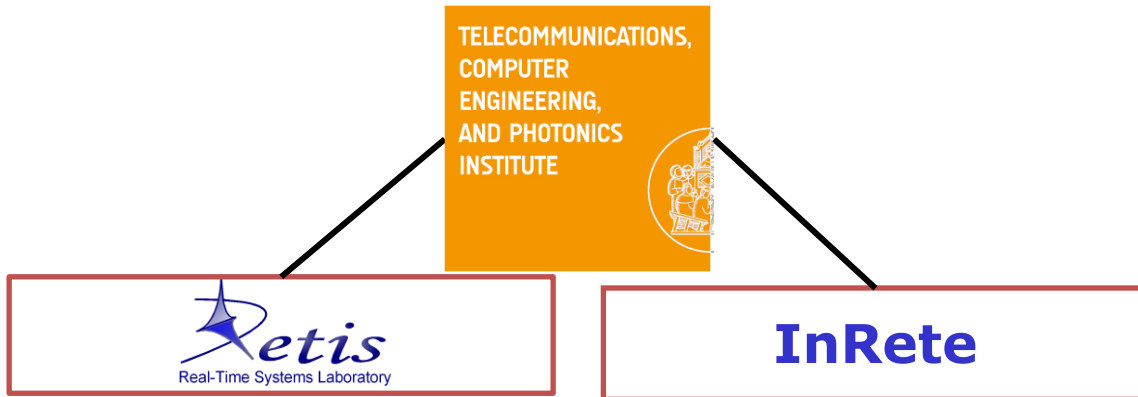 TELECOMMUNICATIONS,
COMPUTER
ENGINEERING,
AND PHOTONICS
INSTITUTE
Retis
Real-Time Systems Laboratory
InRete